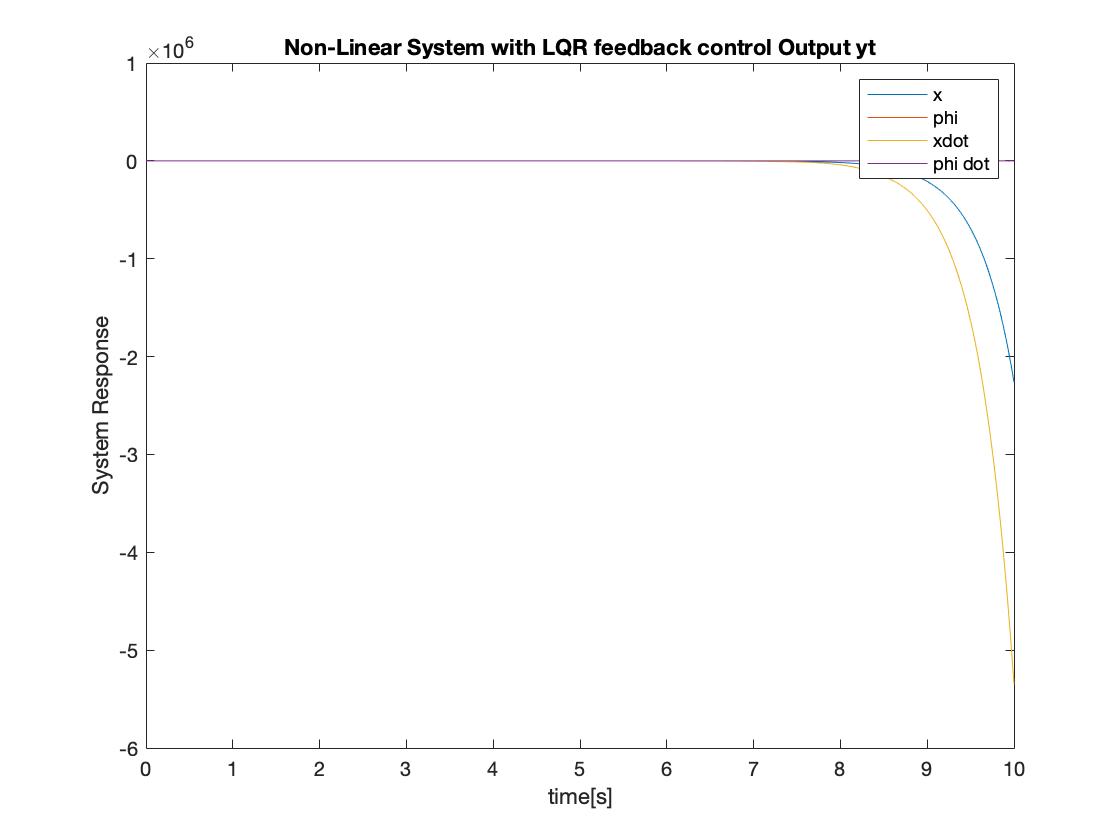 Non-Linear System with LQR feedback control Output yt
×10^6
1
0
-1
-2
-3
-4
-5
-6
System Response
x
phi
xdot
phi dot
0 1 2 3 4 5 6 7 8 9 10
time[s]